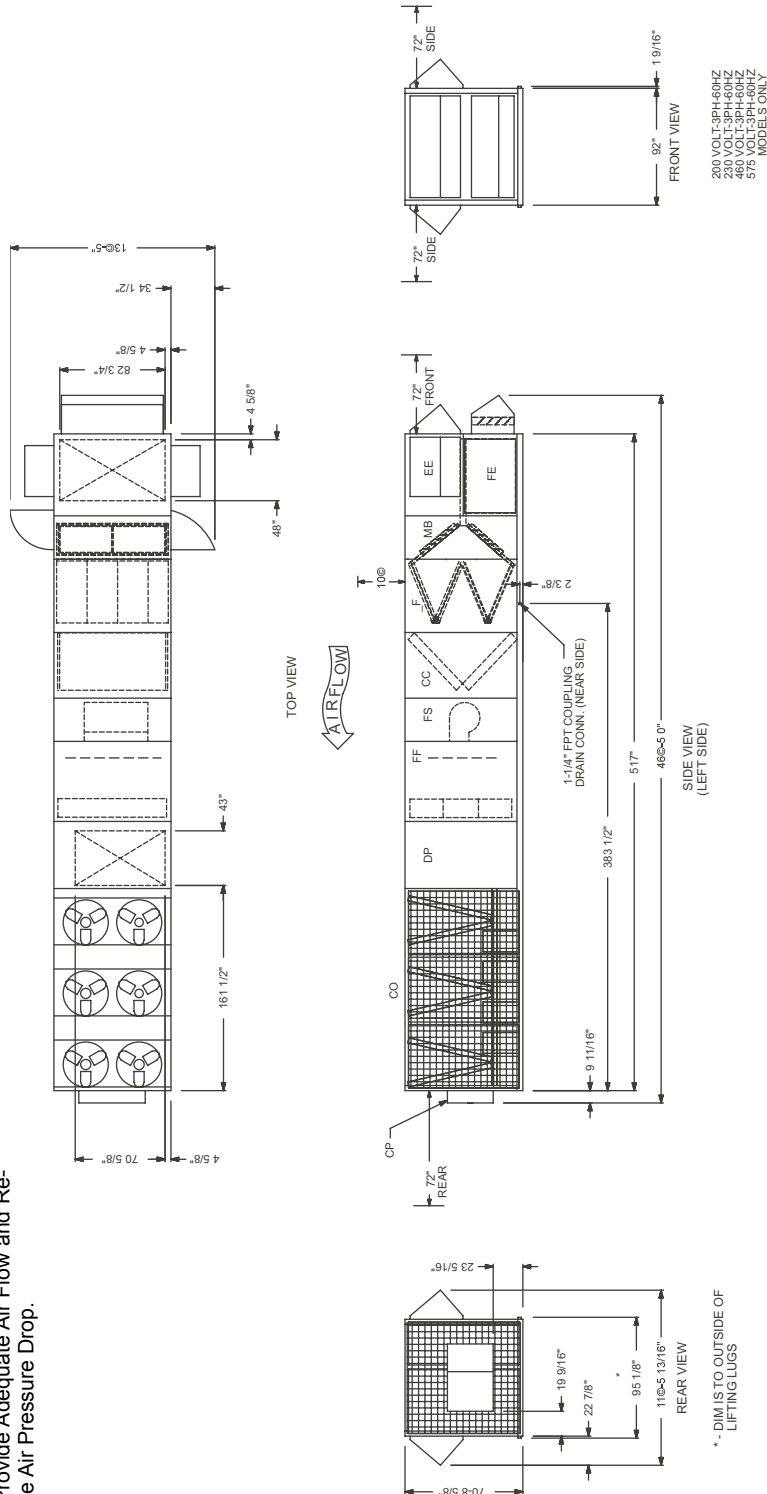 Provide Adequate Air Flow and Re-
e Air Pressure Drop.
13©-5"
34 1/2"
4 5/8"
82 3/4"
4 5/8"
48"
TOP VIEW
AIRFLOW
43"
161 1/2"
70 5/8"
4 5/8"
72"
SIDE
1 9/16"
92"
FRONT VIEW
72"
SIDE
200 VOLT-3PH-60HZ
230 VOLT-3PH-60HZ
460 VOLT-3PH-60HZ
575 VOLT-3PH-60HZ
MODELS ONLY
72"
FRONT
EE
FE
MB
10©
_F_
2 3/8"
CC
FS
FF
DP
CO
CP
1-1/4" FPT COUPLING
DRAIN CONN. (NEAR SIDE)
383 1/2"
517"
46©-5 0"
9 11/16"
SIDE VIEW
(LEFT SIDE)
72"
REAR
23 5/16"
19 9/16"
22 7/8"
*
95 1/8"
11©-5 13/16"
REAR VIEW
70-8 5/8"
* - DIM IS TO OUTSIDE OF
LIFTING LUGS